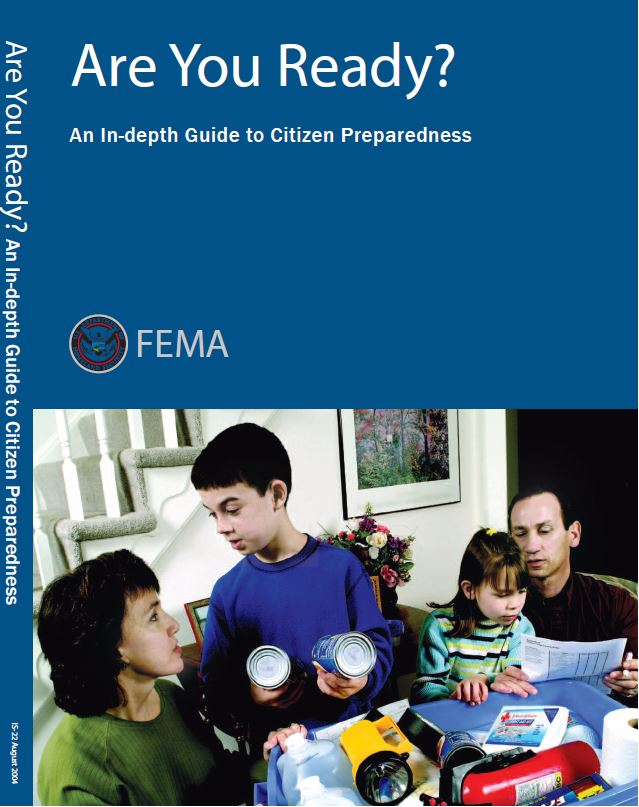 Are You Ready?
An In-depth Guide to Citizen Preparedness
FEMA
Are You Ready? An In-depth Guide to Citizen Preparedness
IS-22 August 2004